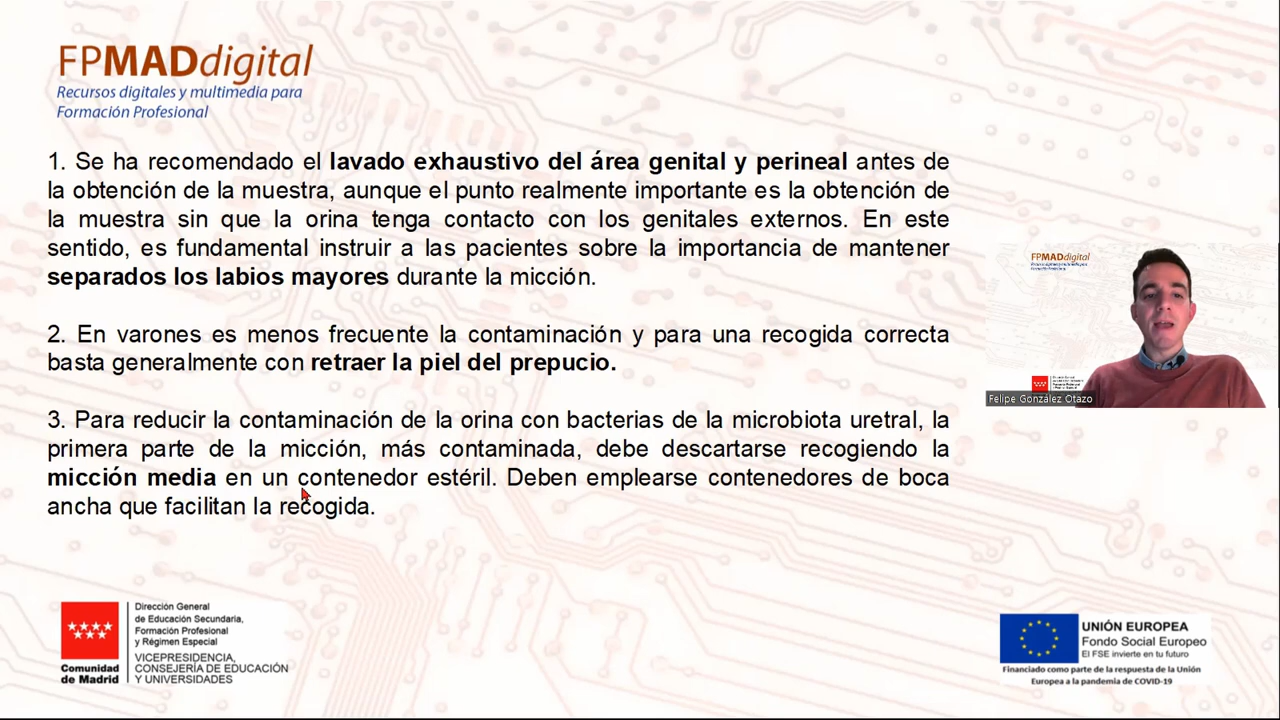 FPMADdigital
Recursos digitales y multimedia para
Formación Profesional
1. Se ha recomendado el lavado exhaustivo del área genital y perineal antes de
la obtención de la muestra, aunque el punto realmente importante es la obtención de
la muestra sin que la orina tenga contacto con los genitales externos. En este
sentido, es fundamental instruir a las pacientes sobre la importancia de mantener
separados los labios mayores durante la micción.
2. En varones es menos frecuente la contaminación y para una recogida correcta
basta generalmente con retraer la piel del prepucio.
3. Para reducir la contaminación de la orina con bacterias de la microbiota uretral, la
primera parte de la micción, más contaminada, debe descartarse recogiendo la
micción media en un contenedor estéril. Deben emplearse contenedores de boca
ancha que facilitan la recogida.
FPMADdigital
Felipe González Otazo
Comunidad
de Madrid
Dirección General
de Educación Secundaria,
Formación Profesional
y Régimen Especial
VICEPRESIDENCIA,
CONSEJERÍA DE EDUCACIÓN
Y UNIVERSIDADES
UNIÓN EUROPEA
Fondo Social Europeo
El FSE invierte en tu futuro
Financiado como parte de la respuesta de la Unión
Europea a la pandemia de COVID-19